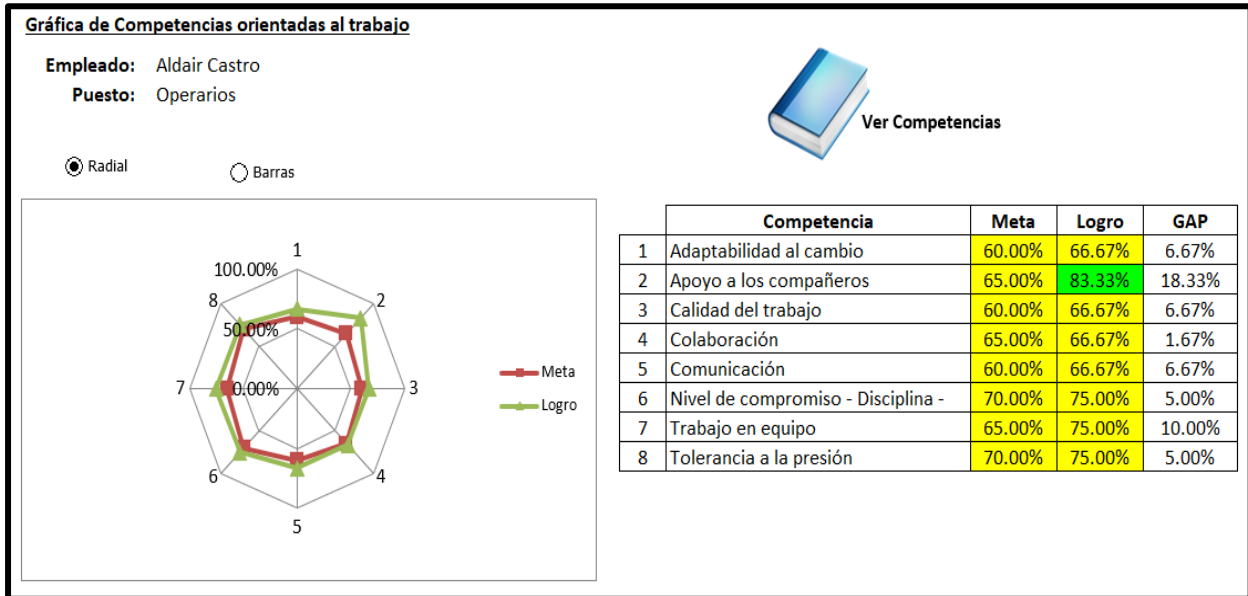 Gráfica de Competencias orientadas al trabajo
Empleado: Aldair Castro
Puesto: Operarios
Ver Competencias
Radial
Barras
1
100.00%
8
2
50.00%
7
0.00%
3
6
4
5
Meta
Logro
Competencia Meta Logro GAP
1 Adaptabilidad al cambio 60.00% 66.67% 6.67%
2 Apoyo a los compañeros 65.00% 83.33% 18.33%
3 Calidad del trabajo 60.00% 66.67% 6.67%
4 Colaboración 65.00% 66.67% 1.67%
5 Comunicación 60.00% 66.67% 6.67%
6 Nivel de compromiso - Disciplina - 70.00% 75.00% 5.00%
7 Trabajo en equipo 65.00% 75.00% 10.00%
8 Tolerancia a la presión 70.00% 75.00% 5.00%